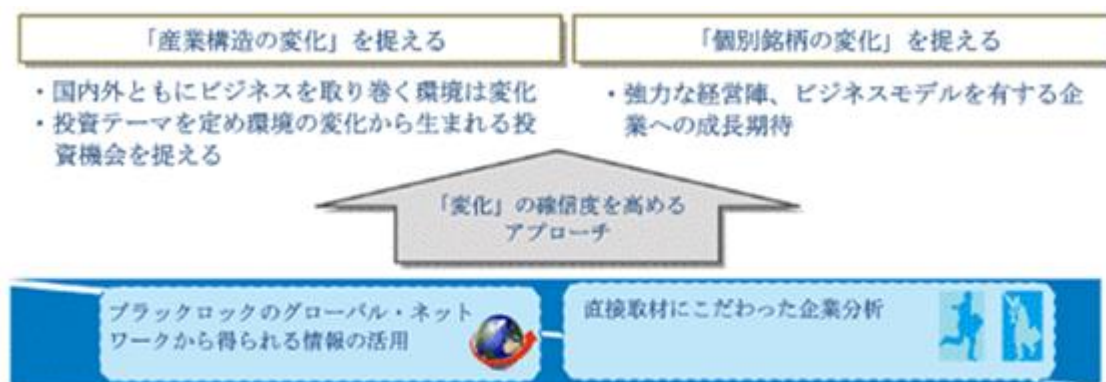 「産業構造の変化」を捉える
・国内外ともにビジネスを取り巻く環境は変化
・投資テーマを定め環境の変化から生まれる投
資機会を捉える
「個別銘柄の変化」を捉える
・強力な経営陣、ビジネスモデルを有する企
業への成長期待
「変化」の確信度を高める
アプローチ
ブラックロックのグローバル・ネット
ワークから得られる情報の活用
直接取材にこだわった企業分析